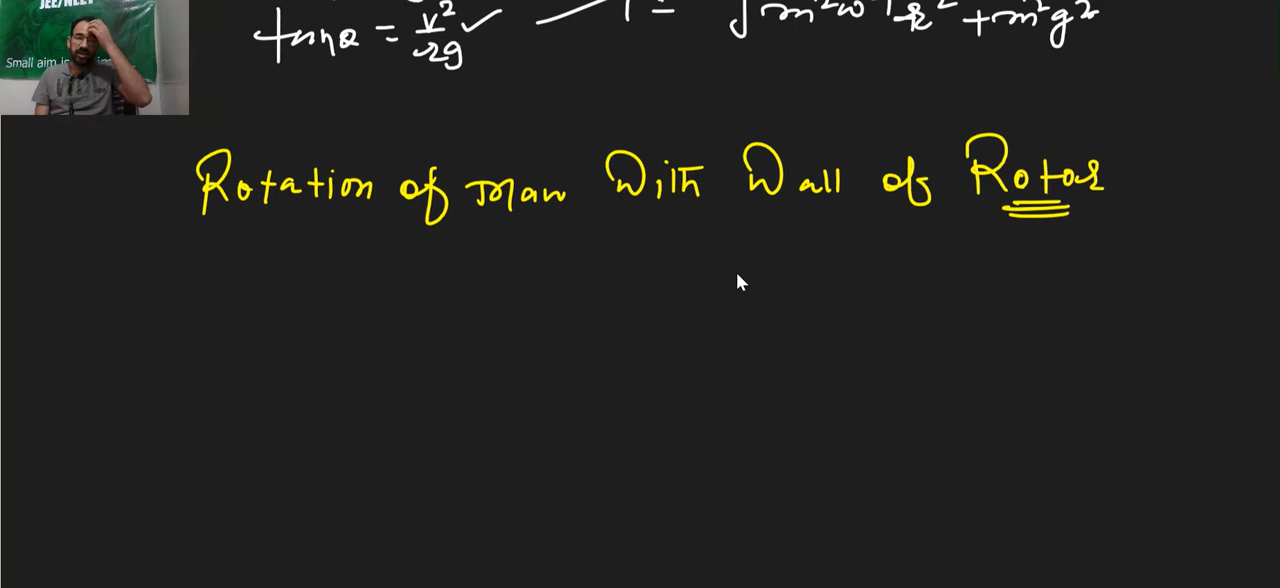 JEE/NEET
Small aim is
tanθ = v²/rg ✓ T = √m²ω⁴r² + m²g²
Rotation of man With Wall of Rotor